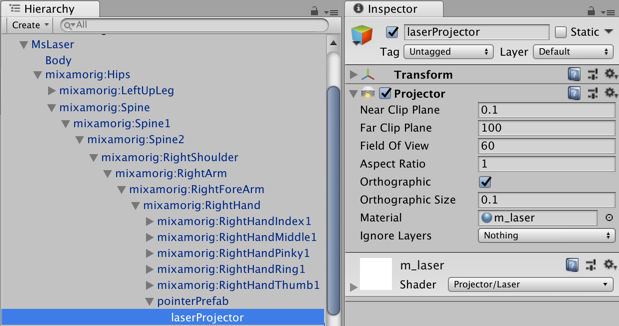 Hierarchy
Create
All
MsLaser
Body
mixamorig:Hips
mixamorig:LeftUpLeg
mixamorig:Spine
mixamorig:Spine1
mixamorig:Spine2
mixamorig:RightShoulder
mixamorig:RightArm
mixamorig:RightForeArm
mixamorig:RightHand
mixamorig:RightHandIndex1
mixamorig:RightHandMiddle1
mixamorig:RightHandPinky1
mixamorig:RightHandRing1
mixamorig:RightHandThumb1
pointerPrefab
laserProjector
Inspector
laserProjector Static
Tag Untagged Layer Default
Transform
Projector
Near Clip Plane 0.1
Far Clip Plane 100
Field Of View 60
Aspect Ratio 1
Orthographic
Orthographic Size 0.1
Material m_laser
Ignore Layers Nothing
m_laser
Shader Projector/Laser